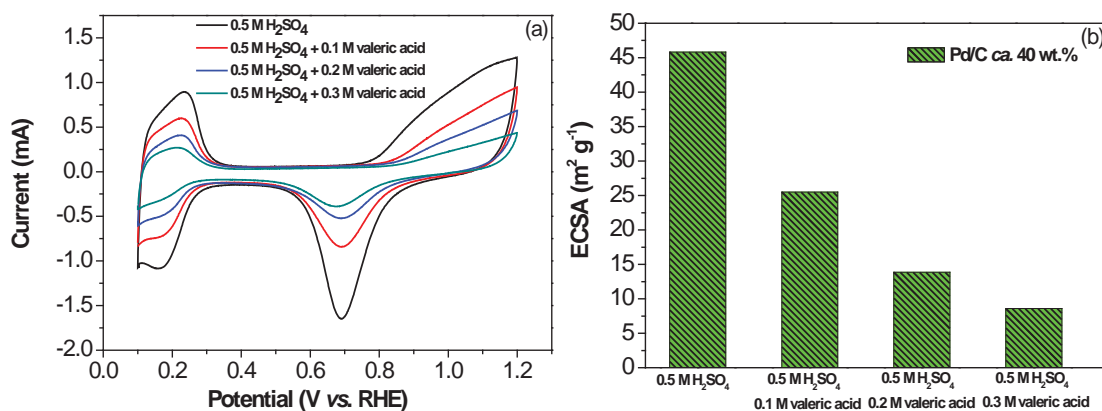 (a)
0.5 M H₂SO₄
0.5 M H₂SO₄ + 0.1 M valeric acid
0.5 M H₂SO₄ + 0.2 M valeric acid
0.5 M H₂SO₄ + 0.3 M valeric acid
Current (mA)
1.5
1.0
0.5
0.0
-0.5
-1.0
-1.5
-2.0
0.0 0.2 0.4 0.6 0.8 1.0 1.2
Potential (V vs. RHE)
(b)
Pd/C ca. 40 wt.%
ECSA (m² g⁻¹)
50
45
40
35
30
25
20
15
10
5
0
0.5 M H₂SO₄ 0.5 M H₂SO₄ 0.5 M H₂SO₄ 0.5 M H₂SO₄
0.1 M valeric acid 0.2 M valeric acid 0.3 M valeric acid